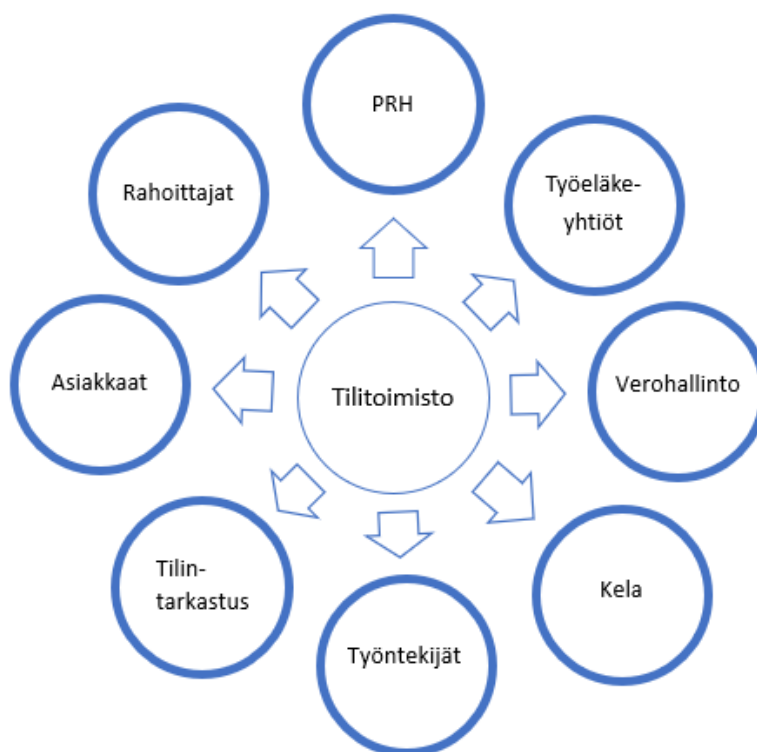 PRH
Rahoittajat
Työeläke-
yhtiöt
Asiakkaat
Tilitoimisto
Verohallinto
Tilin-
tarkastus
Kela
Työntekijät